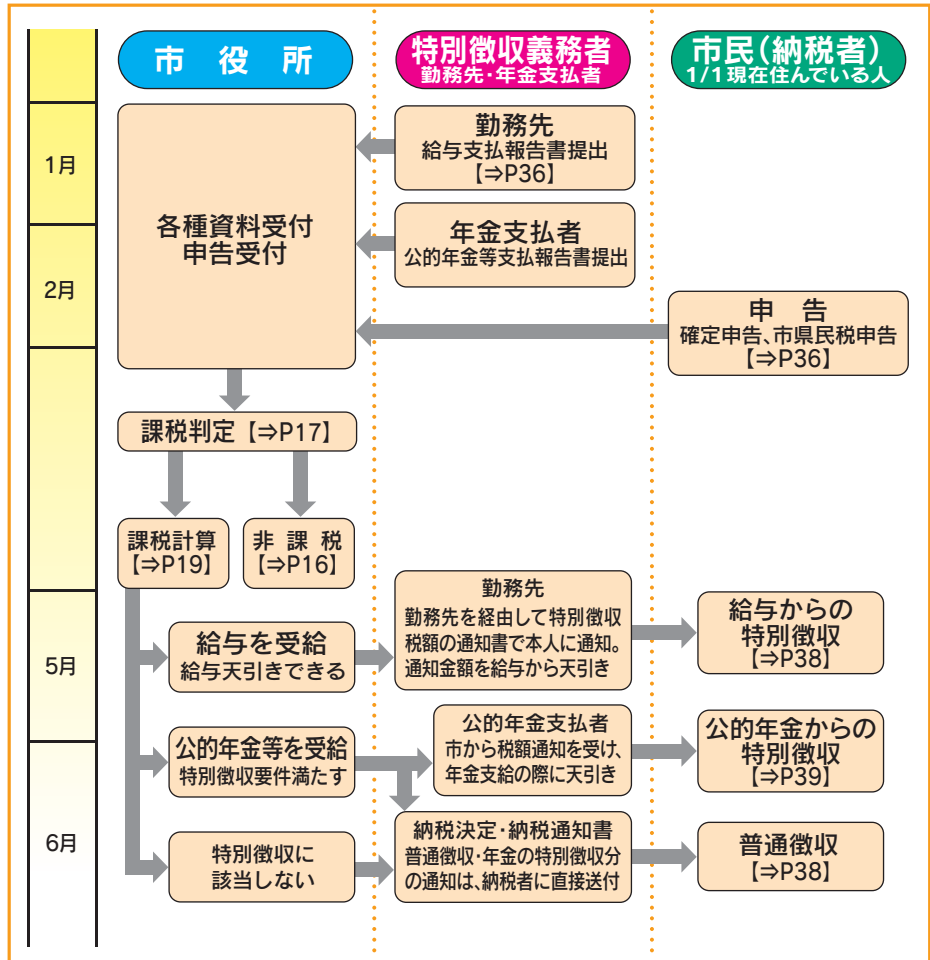 市役所
特別徴収義務者
勤務先・年金支払者
市民(納税者)
1/1現在住んでいる人
1月
2月
5月
6月
各種資料受付
申告受付
勤務先
給与支払報告書提出
【⇒P36】
年金支払者
公的年金等支払報告書提出
申告
確定申告、市県民税申告
【⇒P36】
課税判定【⇒P17】
課税計算
【⇒P19】
非課税
【⇒P16】
給与を受給
給与天引きできる
勤務先
勤務先を経由して特別徴収
税額の通知書で本人に通知。
通知金額を給与から天引き
給与からの
特別徴収
【⇒P38】
公的年金等を受給
特別徴収要件満たす
公的年金支払者
市から税額通知を受け、
年金支給の際に天引き
公的年金からの
特別徴収
【⇒P39】
特別徴収に
該当しない
納税決定・納税通知書
普通徴収・年金の特別徴収分
の通知は、納税者に直接送付
普通徴収
【⇒P38】